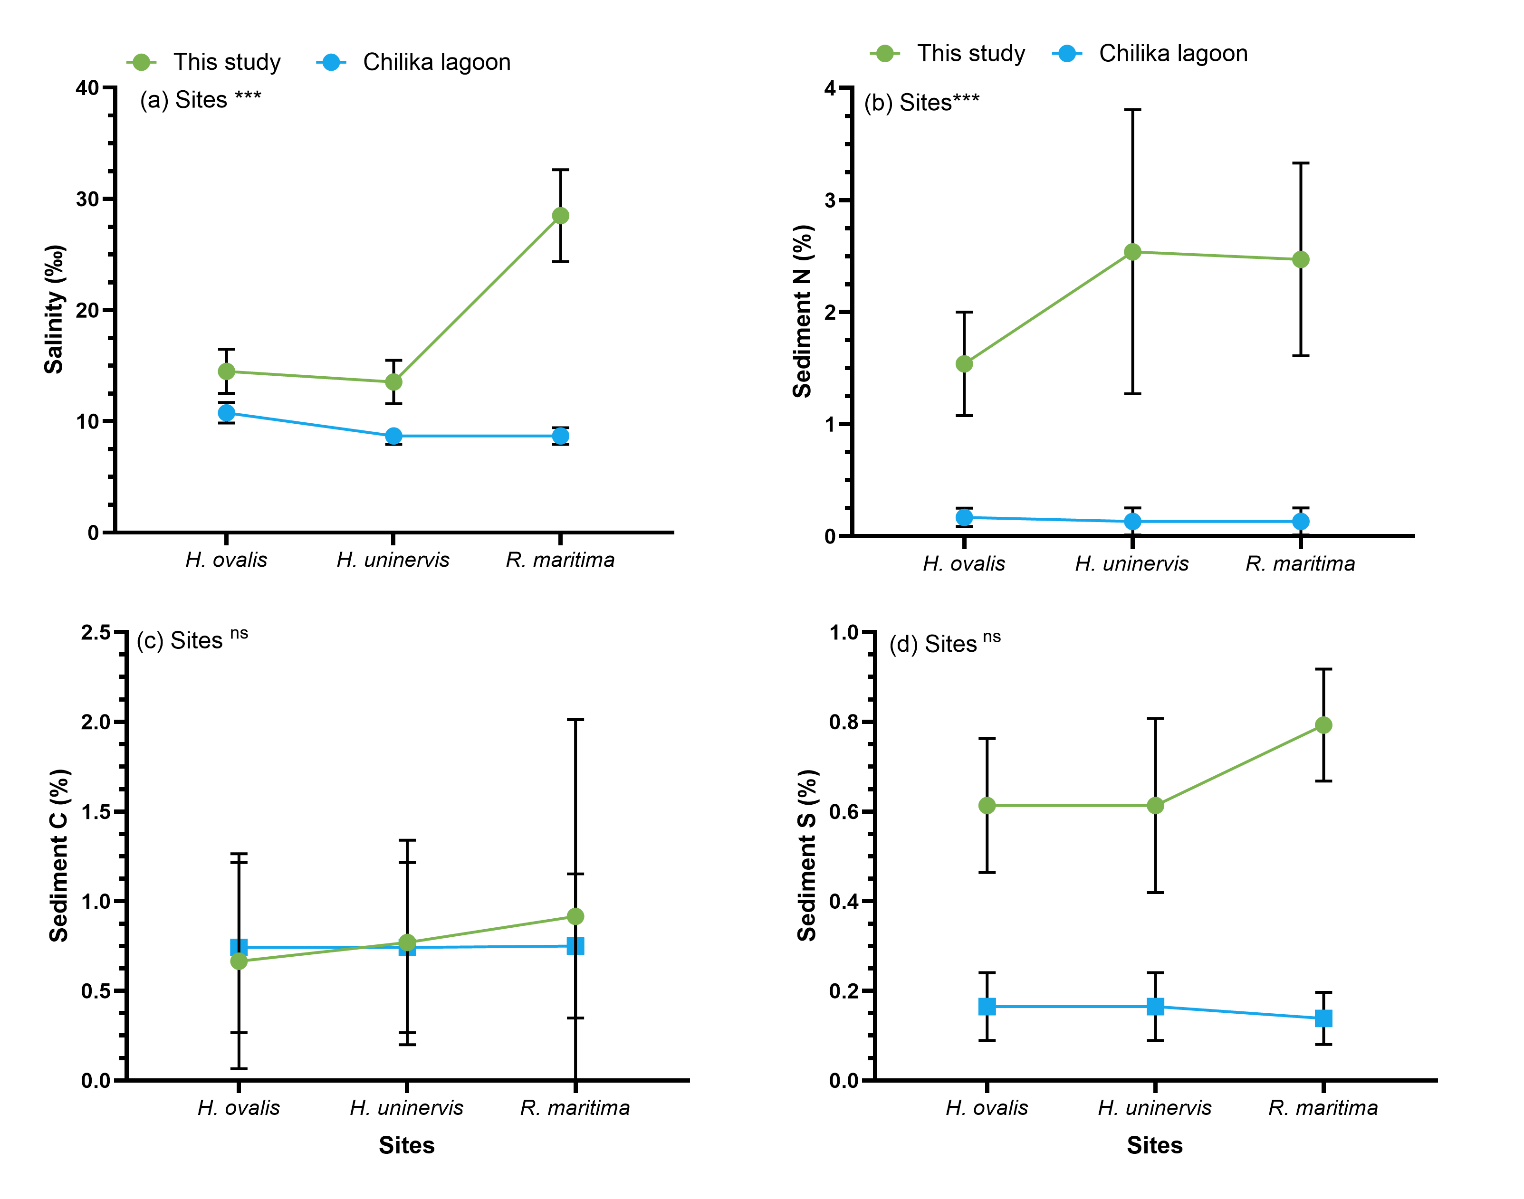 This study Chilika lagoon
(a) Sites ***
40
30
20
10
0
Salinity (‰)
H. ovalis H. uninervis R. maritima
This study Chilika lagoon
(b) Sites***
4
3
2
1
0
Sediment N (%)
H. ovalis H. uninervis R. maritima
(c) Sites ns
2.5
2.0
1.5
1.0
0.5
0.0
Sediment C (%)
H. ovalis H. uninervis R. maritima
Sites
(d) Sites ns
1.0
0.8
0.6
0.4
0.2
0.0
Sediment S (%)
H. ovalis H. uninervis R. maritima
Sites